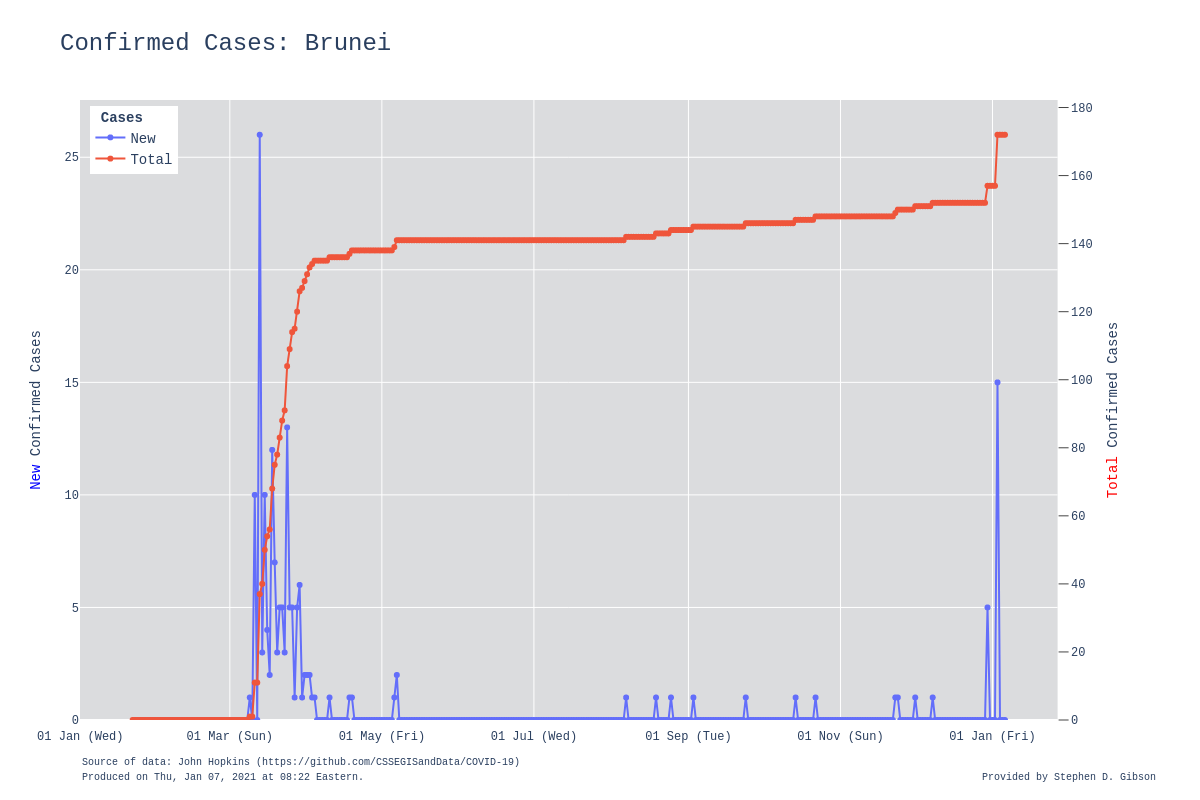 Confirmed Cases: Brunei
Cases
New
Total
25
20
15
10
5
0
New Confirmed Cases
180
160
140
120
100
80
60
40
20
0
Total Confirmed Cases
01 Jan (Wed) 01 Mar (Sun) 01 May (Fri) 01 Jul (Wed) 01 Sep (Tue) 01 Nov (Sun) 01 Jan (Fri)
Source of data: John Hopkins (https://github.com/CSSEGISandData/COVID-19)
Produced on Thu, Jan 07, 2021 at 08:22 Eastern.
Provided by Stephen D. Gibson